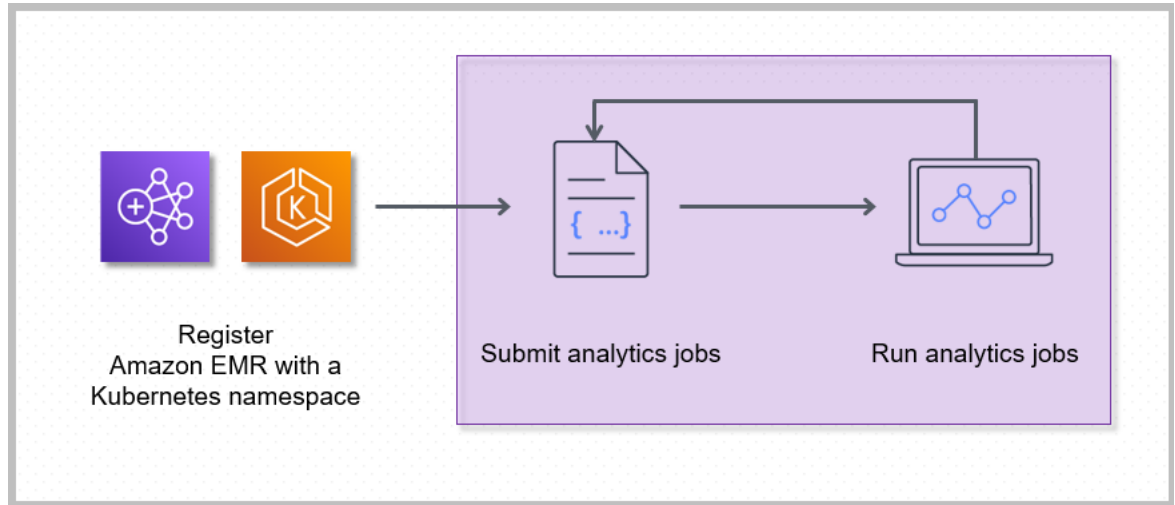 K
{ ...}
Register
Amazon EMR with a
Kubernetes namespace
Submit analytics jobs
Run analytics jobs